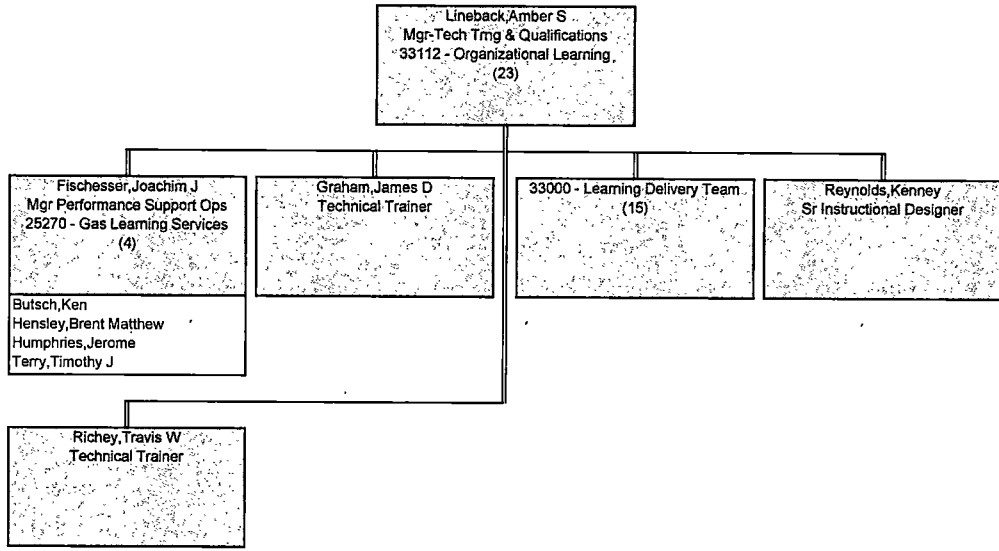 Lineback,Amber S
Mgr-Tech Trng & Qualifications
33112 - Organizational Learning
(23)
Fischesser,Joachim J
Mgr Performance Support Ops
25270 - Gas Learning Services
(4)
Butsch,Ken
Hensley,Brent Matthew
Humphries,Jerome
Terry,Timothy J
Graham,James D
Technical Trainer
33000 - Learning Delivery Team
(15)
Reynolds,Kenney
Sr Instructional Designer
Richey,Travis W
Technical Trainer